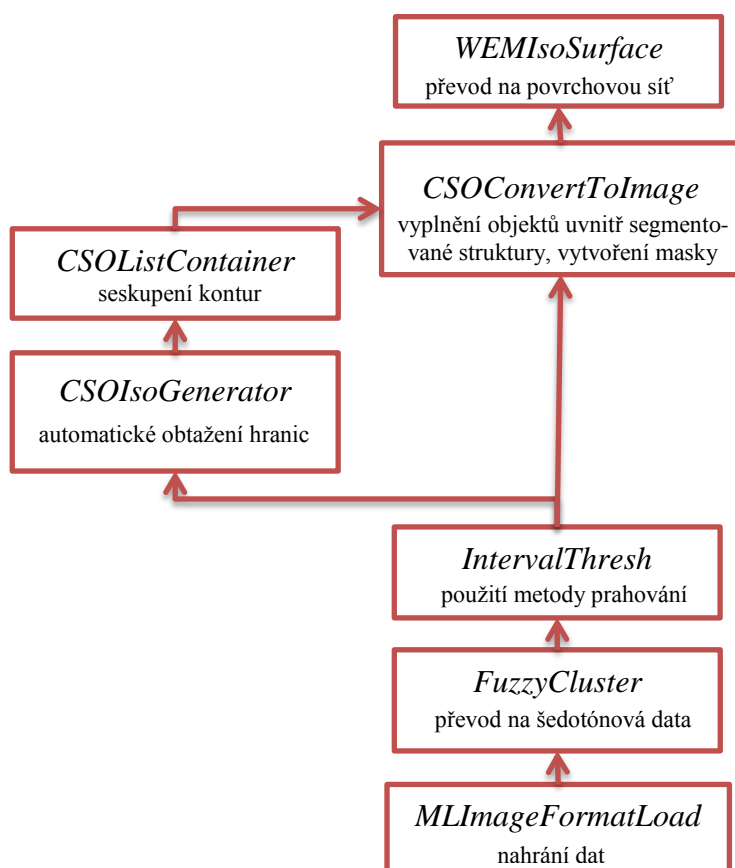 WEMIsoSurface
převod na povrchovou síť
CSOConvertToImage
vyplnění objektů uvnitř segmento-
vané struktury, vytvoření masky
CSOListContainer
seskupení kontur
CSOIsoGenerator
automatické obtažení hranic
IntervalThresh
použití metody prahování
FuzzyCluster
převod na šedotónová data
MLImageFormatLoad
nahrání dat